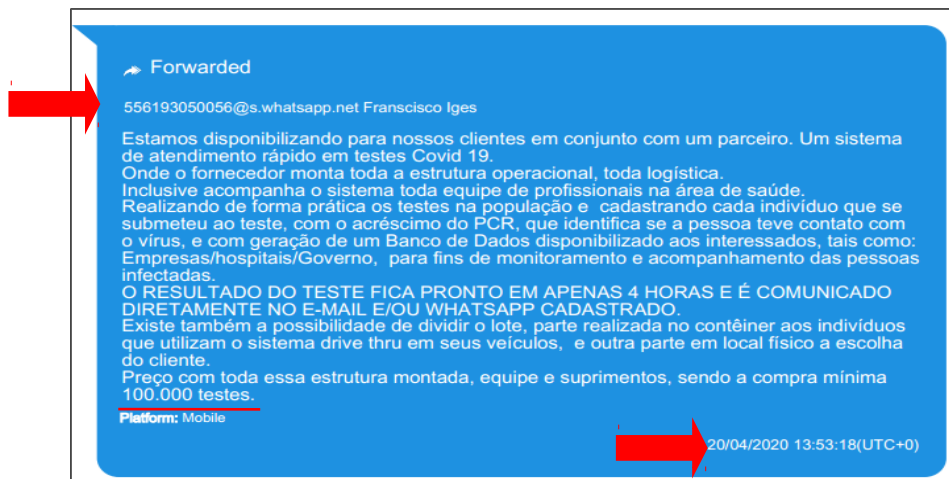 Forwarded
556193050056@s.whatsapp.net Franscisco Iges
Estamos disponibilizando para nossos clientes em conjunto com um parceiro. Um sistema
de atendimento rápido em testes Covid 19.
Onde o fornecedor monta toda a estrutura operacional, toda logística.
Inclusive acompanha o sistema toda equipe de profissionais na área de saúde.
Realizando de forma prática os testes na população e cadastrando cada indivíduo que se
submeteu ao teste, com o acréscimo do PCR, que identifica se a pessoa teve contato com
o vírus, e com geração de um Banco de Dados disponibilizado aos interessados, tais como:
Empresas/hospitais/Governo, para fins de monitoramento e acompanhamento das pessoas
infectadas.
O RESULTADO DO TESTE FICA PRONTO EM APENAS 4 HORAS E É COMUNICADO
DIRETAMENTE NO E-MAIL E/OU WHATSAPP CADASTRADO.
Existe também a possibilidade de dividir o lote, parte realizada no contêiner aos indivíduos
que utilizam o sistema drive thru em seus veículos, e outra parte em local físico a escolha
do cliente.
Preço com toda essa estrutura montada, equipe e suprimentos, sendo a compra mínima
100.000 testes.
Platform: Mobile
20/04/2020 13:53:18(UTC+0)